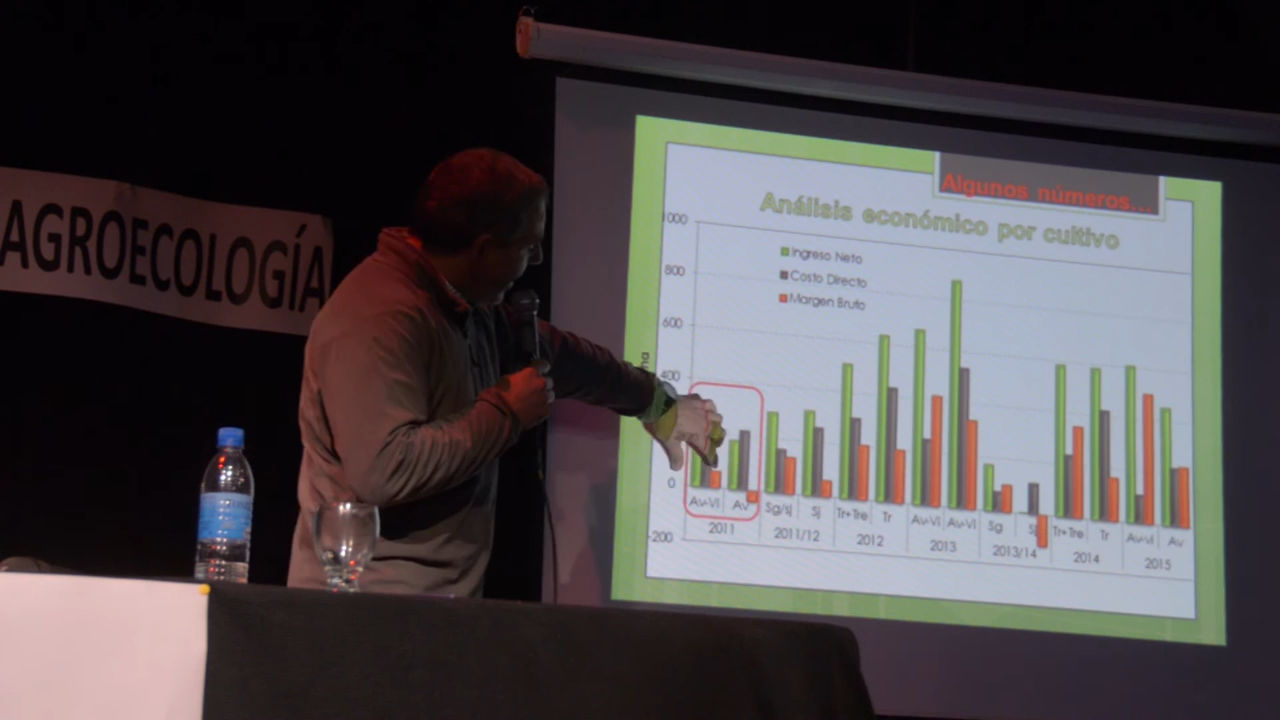 AGROECOLOGÍA
Algunos números...
Análisis económico por cultivo
1000
800
600
400
0
-200
Ingreso Neto
Costo Directo
Margen Bruto
Av-Vi Av Sg/sj Sj Tr+Tre Tr Av-Vi Av-Vi Sg Sj Tr+Tre Tr Av-vi Av
2011 2011/12 2012 2013 2013/14 2014 2015